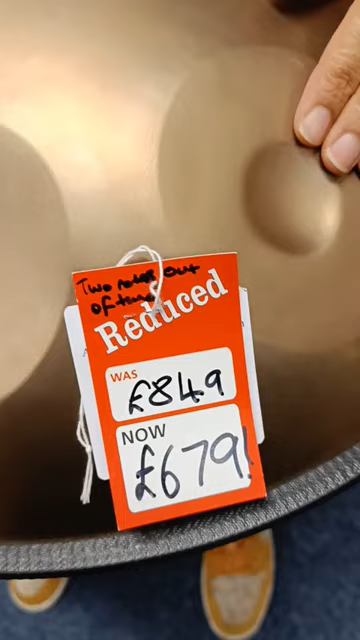 Two notes out
of tune
Reduced
WAS
£849
NOW
£679!